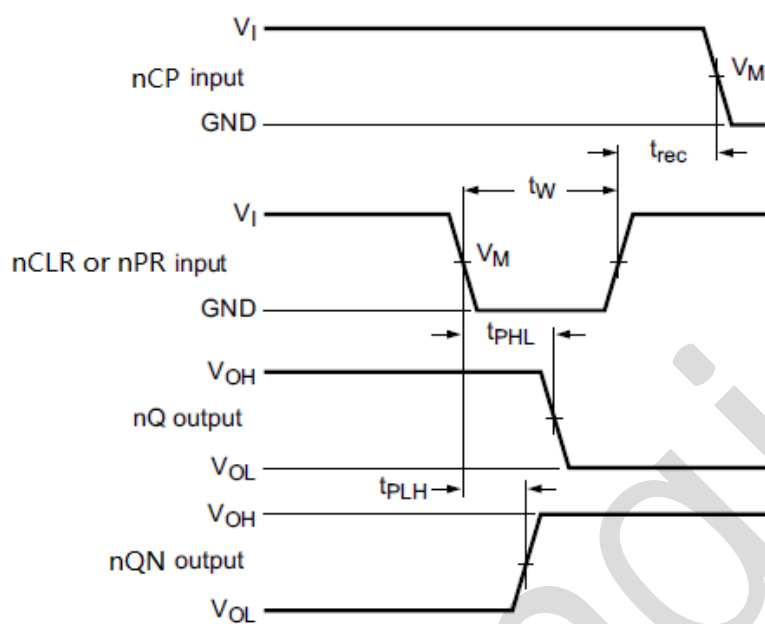 VI
nCP input
VM
GND
trec
tW
VI
nCLR or nPR input
VM
GND
tPHL
VOH
nQ output
VOL
tPLH
VOH
nQN output
VOL